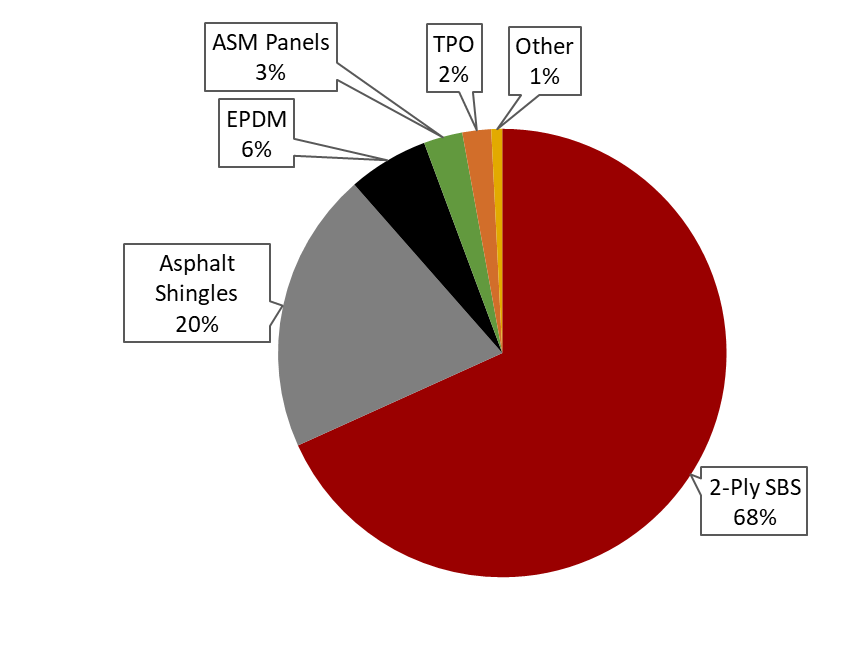 ASM Panels
3%
TPO
2%
Other
1%
EPDM
6%
Asphalt
Shingles
20%
2-Ply SBS
68%